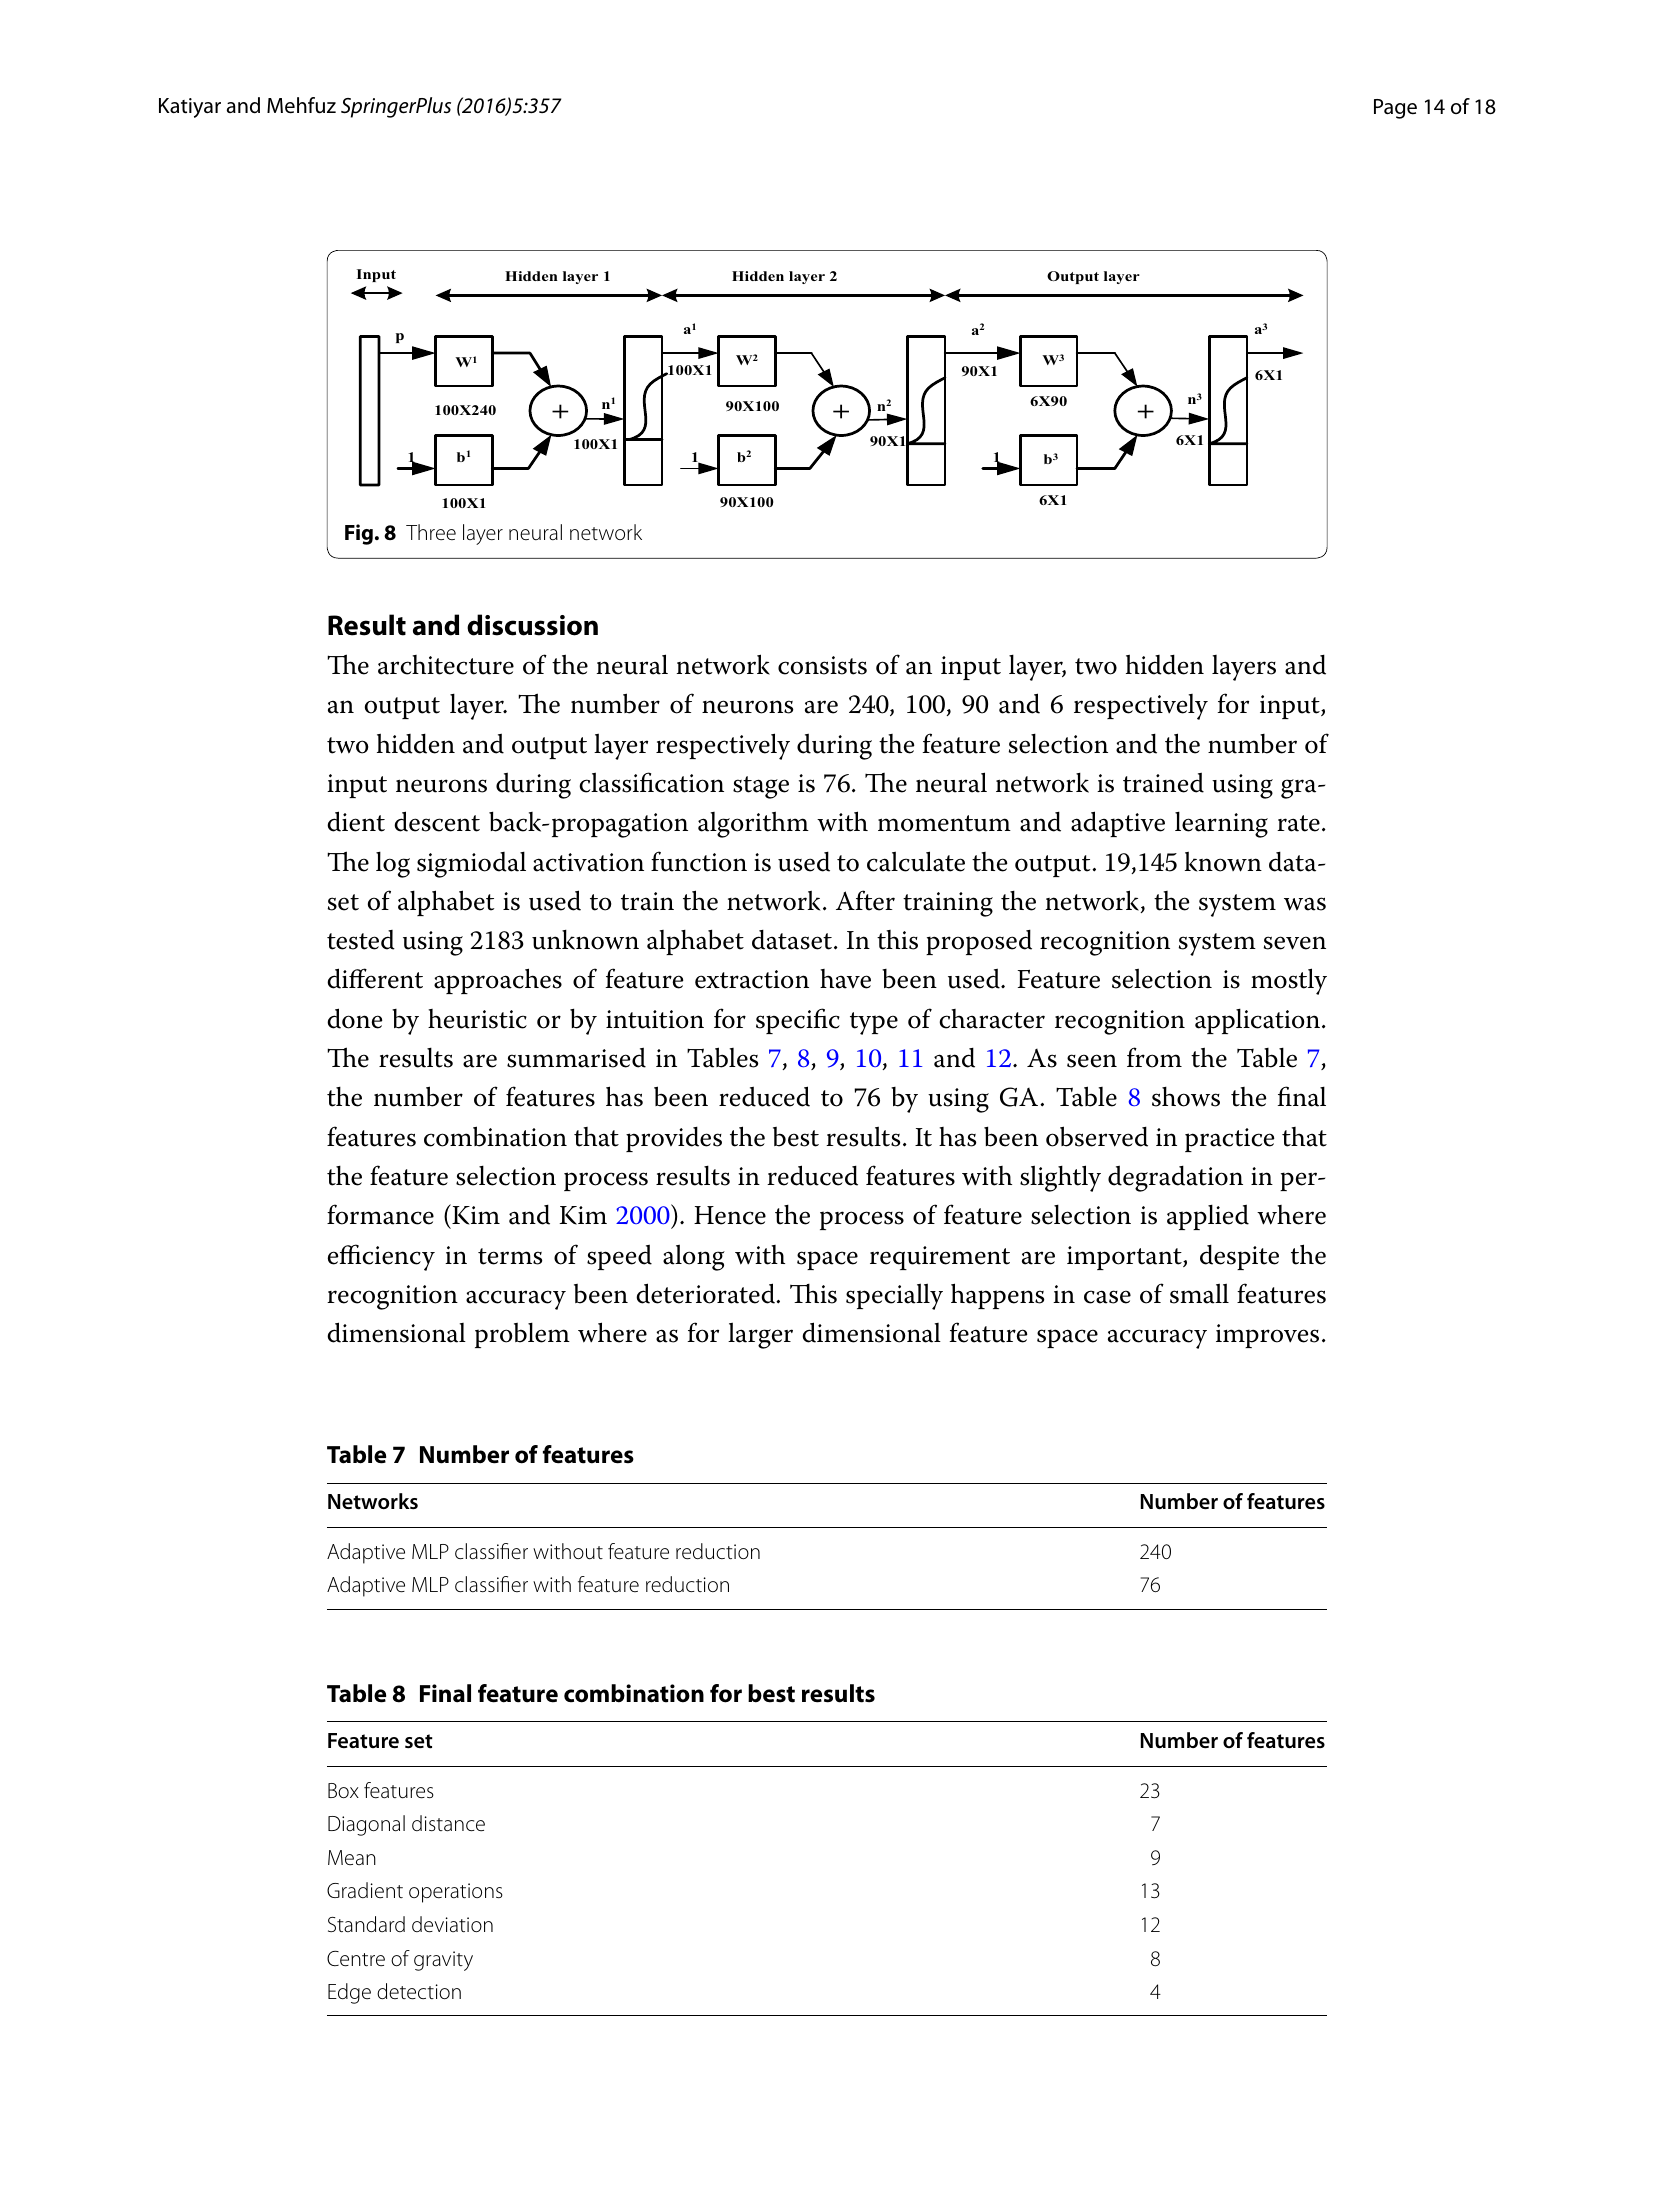 Katiyar and Mehfuz SpringerPlus (2016)5:357
Page 14 of 18
Input
Hidden layer 1
Hidden layer 2
Output layer
p
W¹
100X240
1
b¹
100X1
+
n¹
100X1
a¹
100X1
W²
90X100
1
b²
90X100
+
n²
90X1
a²
90X1
W³
6X90
1
b³
6X1
+
n³
6X1
a³
6X1
Fig. 8 Three layer neural network
Result and discussion
The architecture of the neural network consists of an input layer, two hidden layers and
an output layer. The number of neurons are 240, 100, 90 and 6 respectively for input,
two hidden and output layer respectively during the feature selection and the number of
input neurons during classification stage is 76. The neural network is trained using gra-
dient descent back-propagation algorithm with momentum and adaptive learning rate.
The log sigmiodal activation function is used to calculate the output. 19,145 known data-
set of alphabet is used to train the network. After training the network, the system was
tested using 2183 unknown alphabet dataset. In this proposed recognition system seven
different approaches of feature extraction have been used. Feature selection is mostly
done by heuristic or by intuition for specific type of character recognition application.
The results are summarised in Tables 7, 8, 9, 10, 11 and 12. As seen from the Table 7,
the number of features has been reduced to 76 by using GA. Table 8 shows the final
features combination that provides the best results. It has been observed in practice that
the feature selection process results in reduced features with slightly degradation in per-
formance (Kim and Kim 2000). Hence the process of feature selection is applied where
efficiency in terms of speed along with space requirement are important, despite the
recognition accuracy been deteriorated. This specially happens in case of small features
dimensional problem where as for larger dimensional feature space accuracy improves.
Table 7 Number of features
Networks Number of features
Adaptive MLP classifier without feature reduction 240
Adaptive MLP classifier with feature reduction 76
Table 8 Final feature combination for best results
Feature set Number of features
Box features 23
Diagonal distance 7
Mean 9
Gradient operations 13
Standard deviation 12
Centre of gravity 8
Edge detection 4